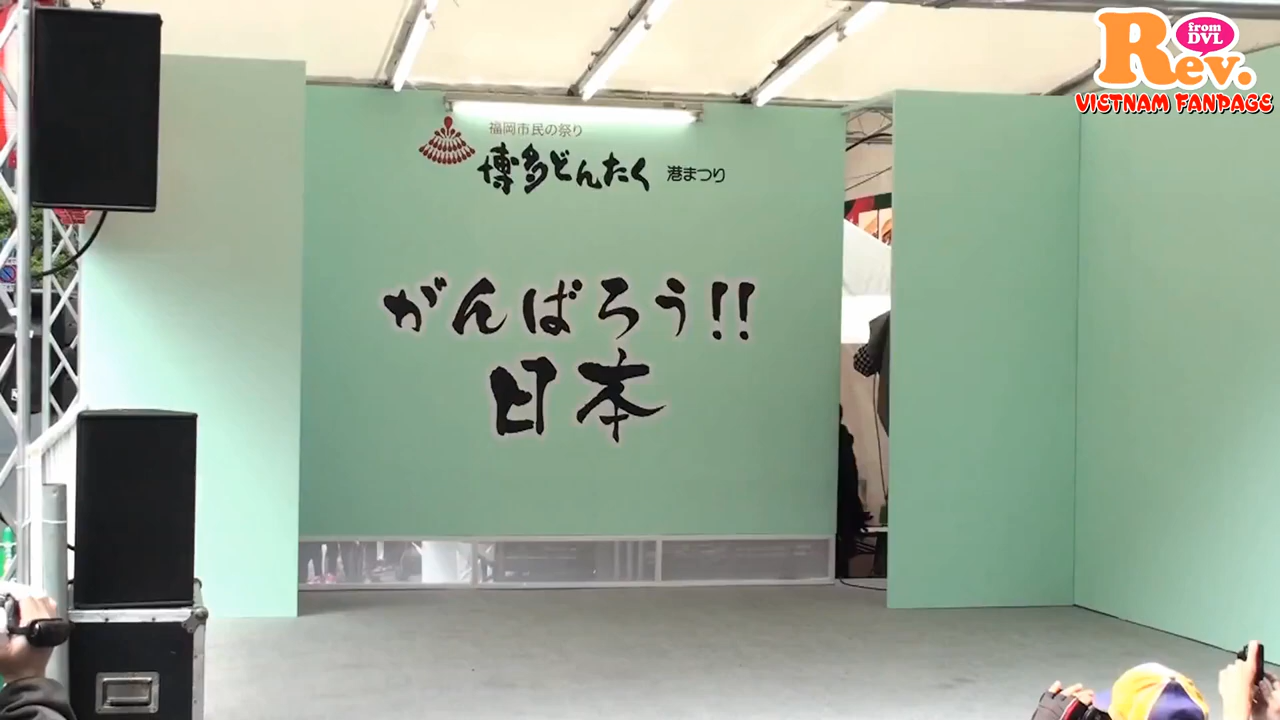 福岡市民の祭り
博多どんたく 港まつり
がんばろう!!
日本
Rev.
from
DVL
VIETNAM FANPAGE